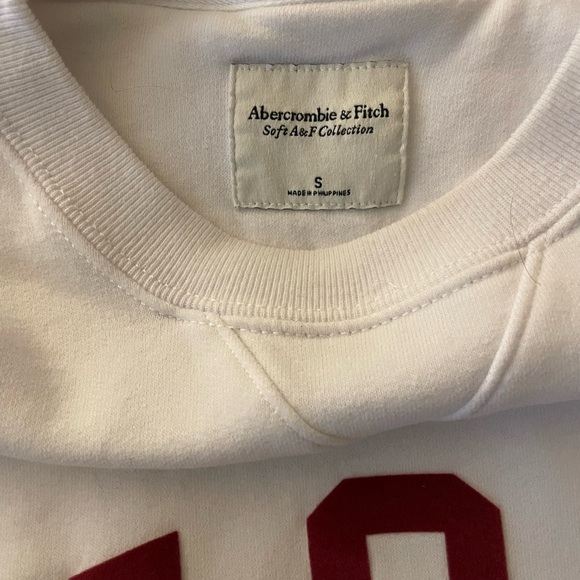 Abercrombie & Fitch
Soft A&F Collection
S
MADE IN PHILIPPINES